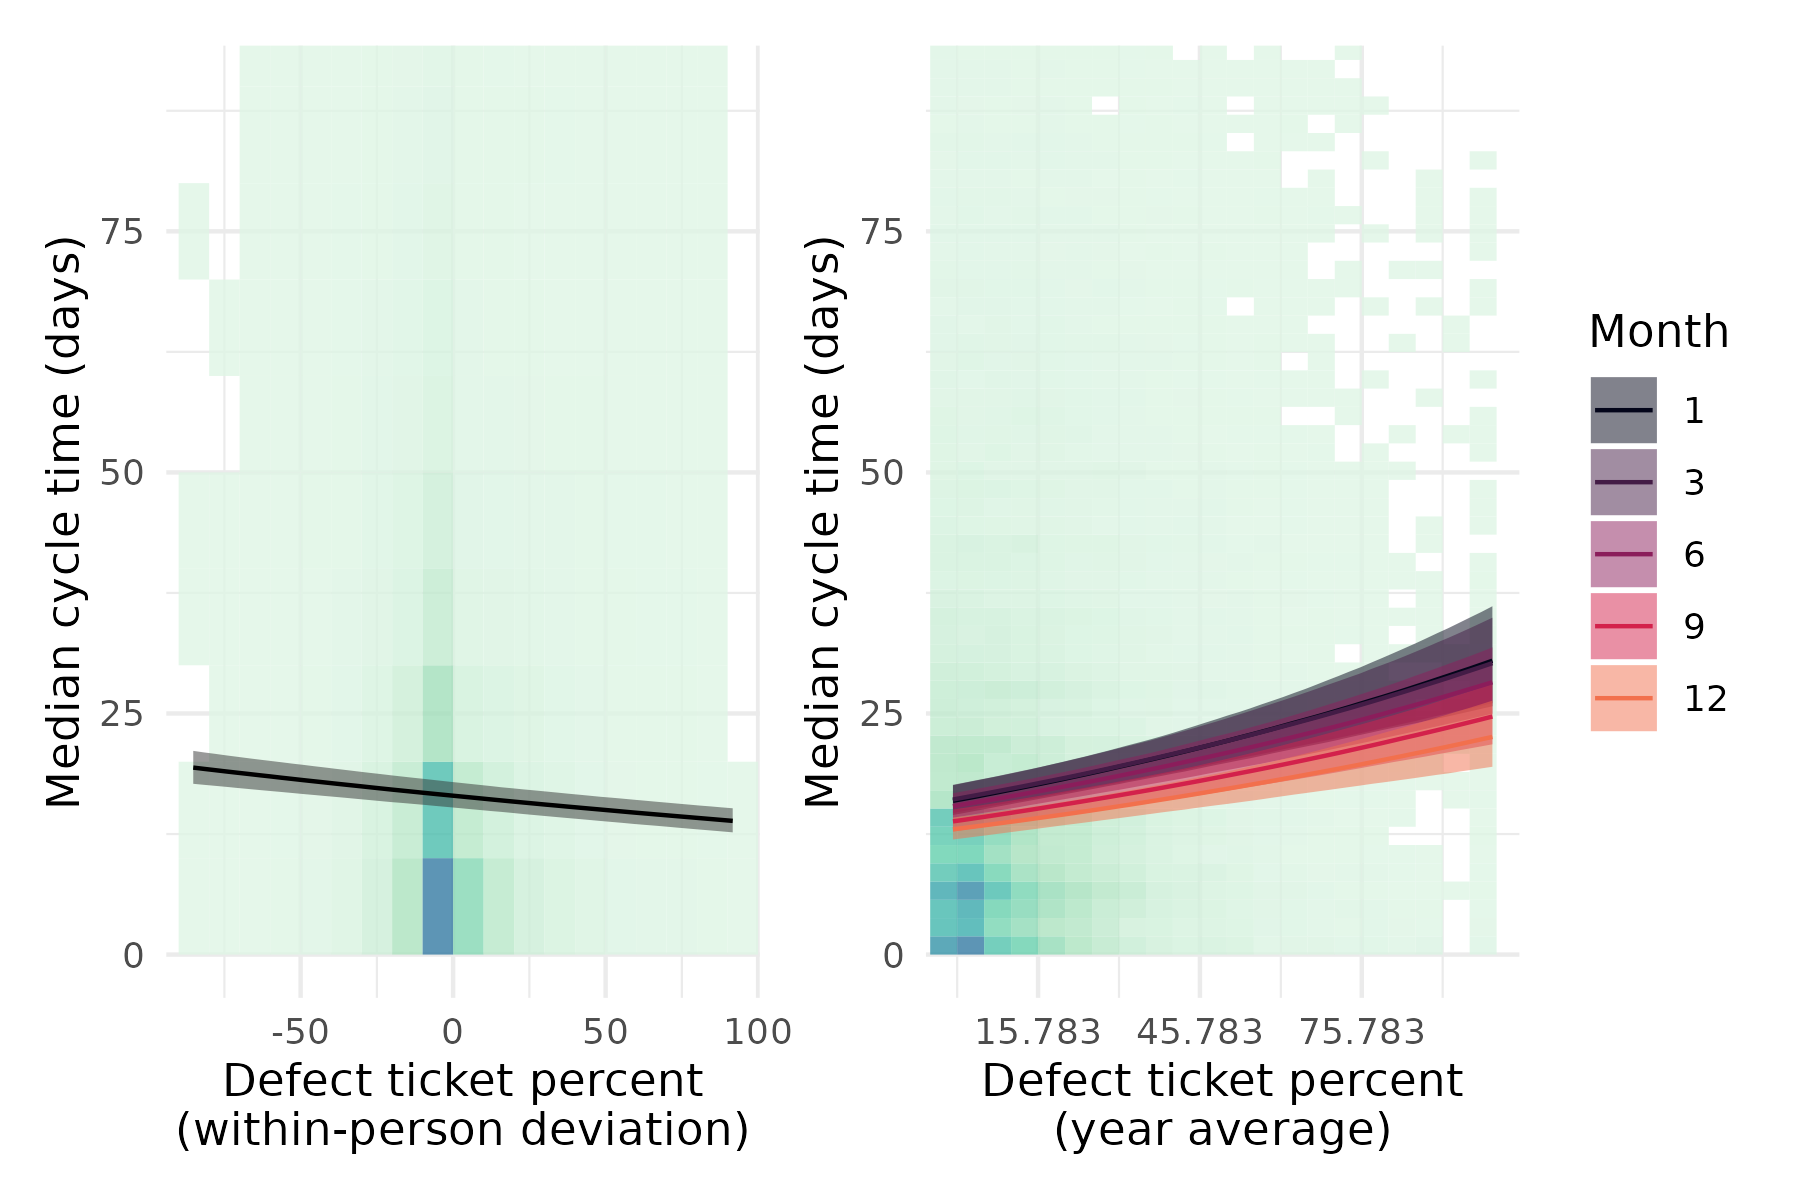 Median cycle time (days)
75
50
25
0
-50 0 50 100
Defect ticket percent
(within-person deviation)
Median cycle time (days)
75
50
25
0
15.783 45.783 75.783
Defect ticket percent
(year average)
Month
1
3
6
9
12